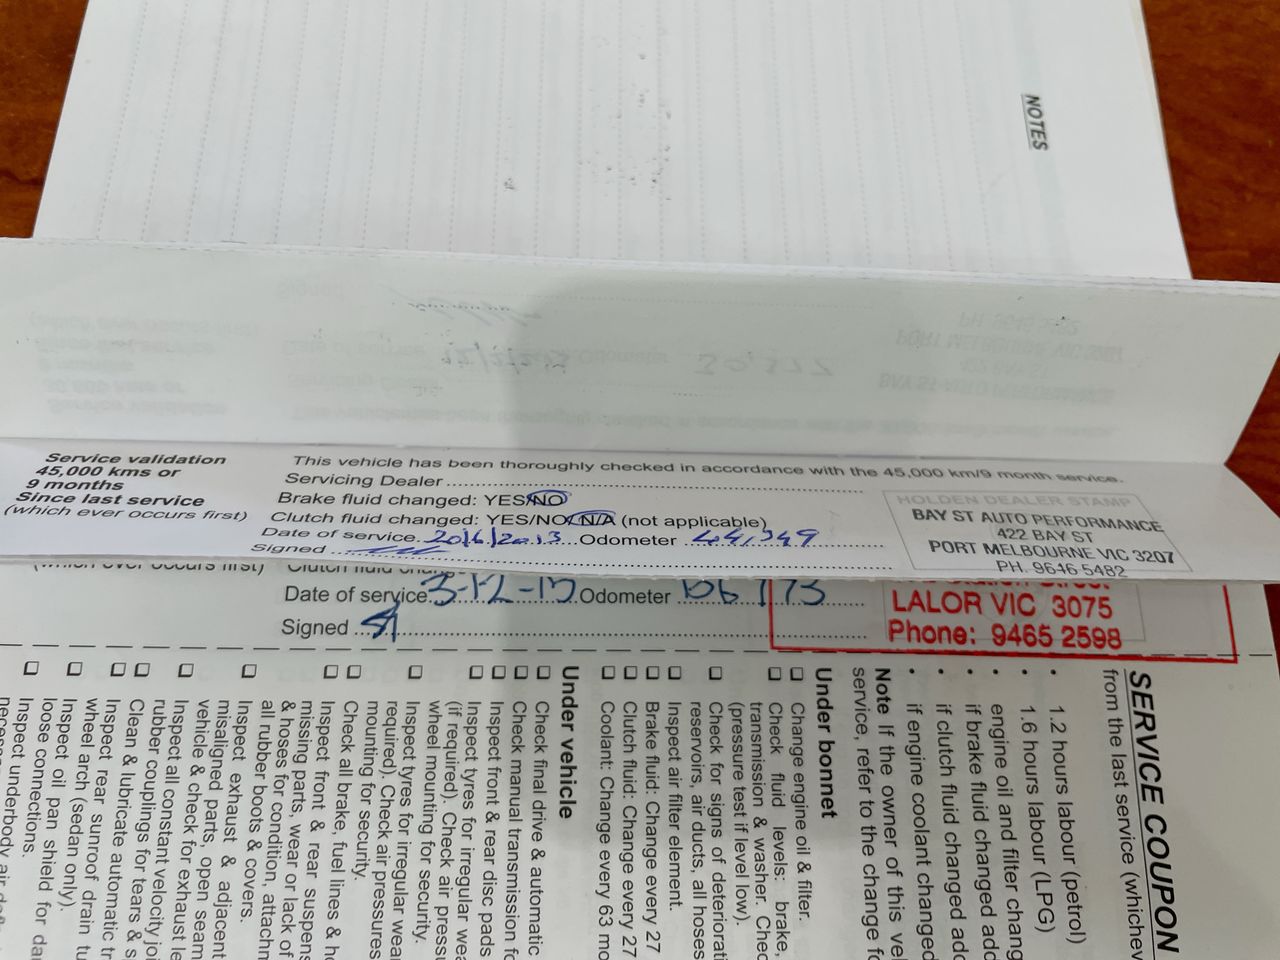 NOTES
Service validation
45,000 kms or
9 months
Since last service
(which ever occurs first)
This vehicle has been thoroughly checked in accordance with the 45,000 km/9 month service.
Servicing Dealer
Brake fluid changed: YES/NO
Clutch fluid changed: YES/NO/N/A (not applicable)
Date of service 20/6/2013 Odometer 44,349
Signed
HOLDEN DEALER STAMP
BAY ST AUTO PERFORMANCE
422 BAY ST
PORT MELBOURNE VIC 3207
PH. 9646 5482
Date of service 3-12-15 Odometer
Signed
LALOR VIC 3075
Phone: 9465 2598
SERVICE COUPON
from the last service (whichev
• 1.2 hours labour (petrol)
• 1.6 hours labour (LPG)
• engine oil and filter chang
• if brake fluid changed add
• if clutch fluid changed add
• if engine coolant changed
Note If the owner of this vel
service, refer to the change fo
Under bonnet
Change engine oil & filter.
Check fluid levels: brake,
transmission & washer. Chec
(pressure test if level low).
Check for signs of deteriorati
reservoirs, air ducts, all hoses
Inspect air filter element.
Brake fluid: Change every 27
Clutch fluid: Change every 27
Coolant: Change every 63 mo
Under vehicle
Check final drive & automatic
Check manual transmission fo
Inspect front & rear disc pads
Inspect tyres for irregular wea
(if required). Check air pressu
wheel mounting for security.
Inspect tyres for irregular wear
required). Check air pressures
mounting for security.
Check all brake, fuel lines & ho
Inspect front & rear suspens
missing parts, wear or lack of
& hoses for condition, attachm
all rubber boots & covers.
Inspect exhaust & adjacent
vehicle & check for exhaust le
misaligned parts, open seam
Inspect all constant velocity joi
rubber couplings for tears & s
Clean & lubricate automatic tr
Inspect rear sunroof drain tu
wheel arch (sedan only).
Inspect oil pan shield for dar
loose connections.
Inspect underbody